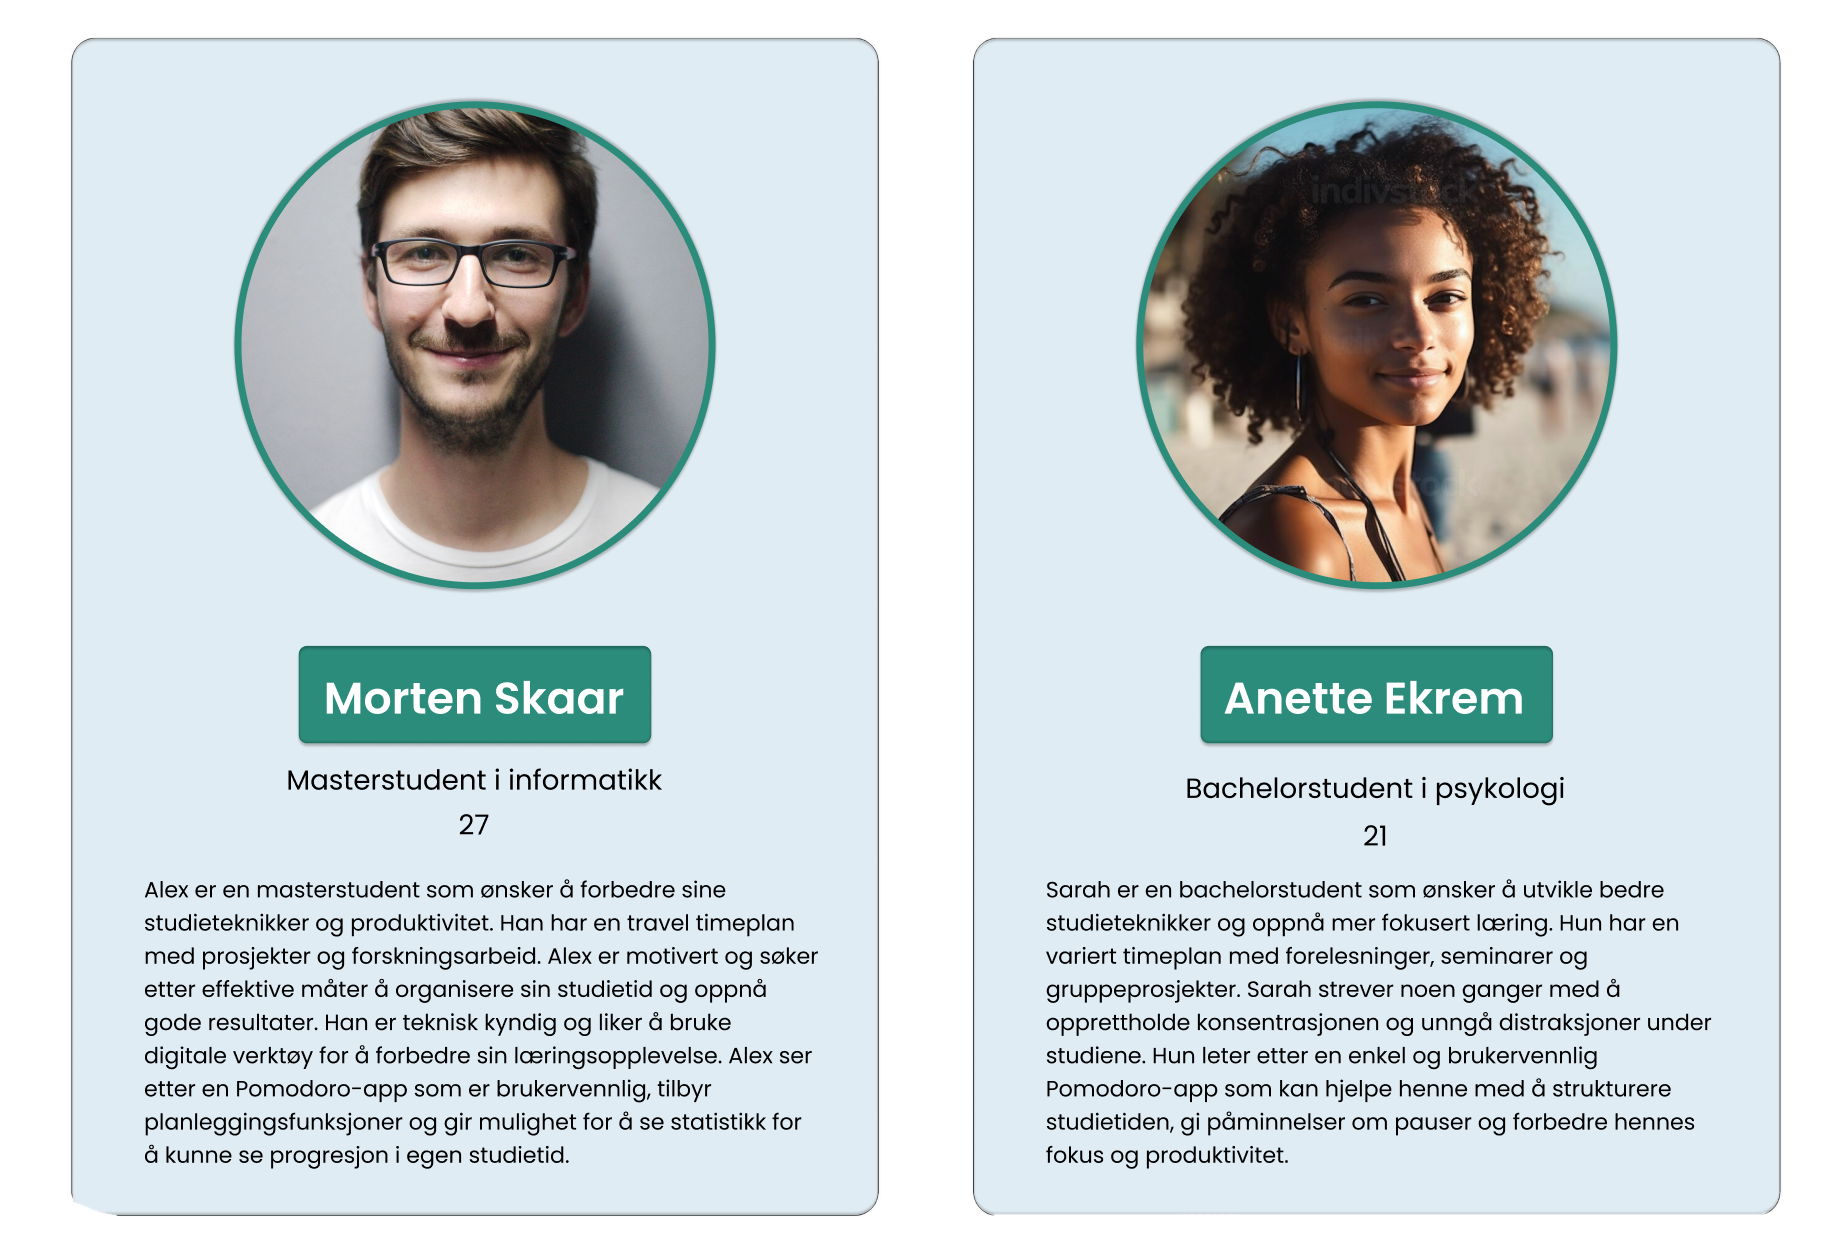 indivstock
Morten Skaar
Masterstudent i informatikk
27
Alex er en masterstudent som ønsker å forbedre sine
studieteknikker og produktivitet. Han har en travel timeplan
med prosjekter og forskningsarbeid. Alex er motivert og søker
etter effektive måter å organisere sin studietid og oppnå
gode resultater. Han er teknisk kyndig og liker å bruke
digitale verktøy for å forbedre sin læringsopplevelse. Alex ser
etter en Pomodoro-app som er brukervennlig, tilbyr
planleggingsfunksjoner og gir mulighet for å se statistikk for
å kunne se progresjon i egen studietid.
Anette Ekrem
Bachelorstudent i psykologi
21
Sarah er en bachelorstudent som ønsker å utvikle bedre
studieteknikker og oppnå mer fokusert læring. Hun har en
variert timeplan med forelesninger, seminarer og
gruppeprosjekter. Sarah strever noen ganger med å
opprettholde konsentrasjonen og unngå distraksjoner under
studiene. Hun leter etter en enkel og brukervennlig
Pomodoro-app som kan hjelpe henne med å strukturere
studietiden, gi påminnelser om pauser og forbedre hennes
fokus og produktivitet.